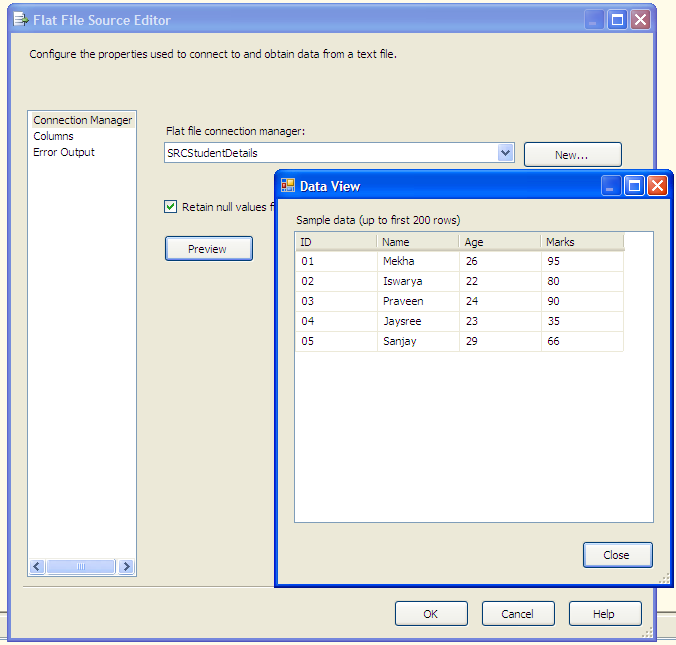 Flat File Source Editor
Configure the properties used to connect to and obtain data from a text file.
Connection Manager
Columns
Error Output
Flat file connection manager:
SRCStudentDetails
New...
Retain null values f
Preview
Data View
Sample data (up to first 200 rows)
ID Name Age Marks
01 Mekha 26 95
02 Iswarya 22 80
03 Praveen 24 90
04 Jaysree 23 35
05 Sanjay 29 66
Close
OK Cancel Help